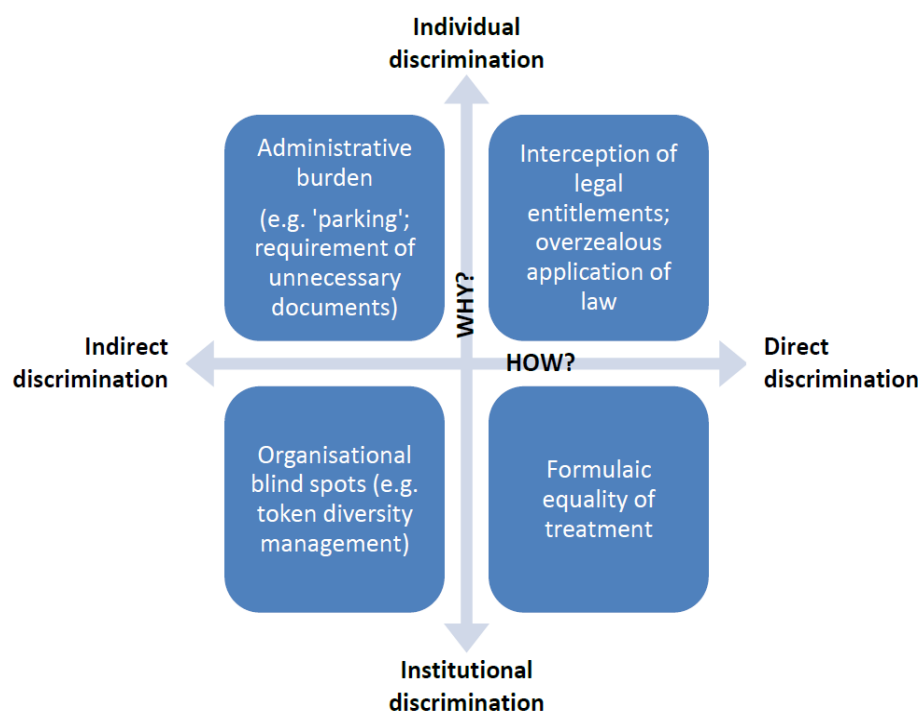 Individual
discrimination
Administrative
burden
(e.g. 'parking';
requirement of
unnecessary
documents)
Interception of
legal
entitlements;
overzealous
application of
law
WHY?
Indirect
discrimination
HOW?
Direct
discrimination
Organisational
blind spots (e.g.
token diversity
management)
Formulaic
equality of
treatment
Institutional
discrimination